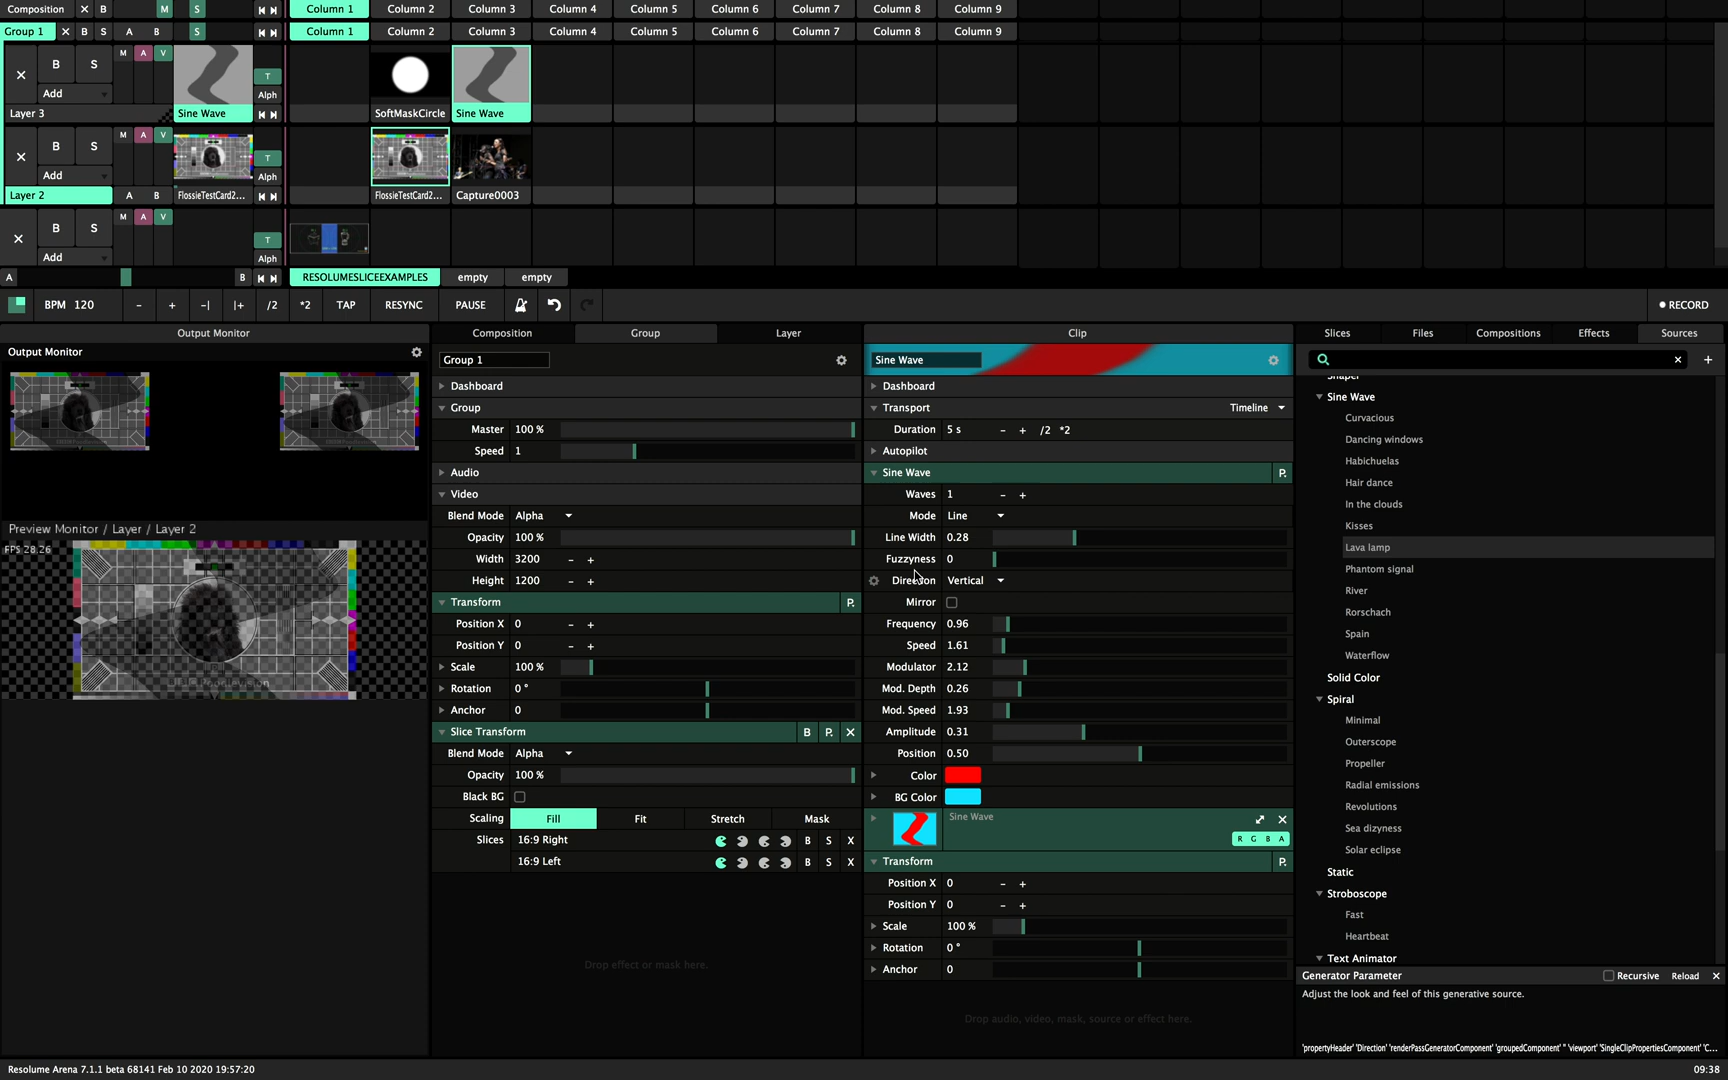 Composition X B M S Column 1 Column 2 Column 3 Column 4 Column 5 Column 6 Column 7 Column 8 Column 9
Group 1 X B S A B S Column 1 Column 2 Column 3 Column 4 Column 5 Column 6 Column 7 Column 8 Column 9
M A V
B S T
Add Alph
Layer 3 Sine Wave SoftMaskCircle Sine Wave
M A V
B S T
Add Alph
Layer 2 A B FlossieTestCard2... FlossieTestCard2... Capture0003
M A V
B S T
Add Alph
A B RESOLUMESLICEEXAMPLES empty empty
BPM 120 - + -| |+ /2 *2 TAP RESYNC PAUSE RECORD
Output Monitor Composition Group Layer Clip Slices Files Compositions Effects Sources
Output Monitor
Preview Monitor / Layer / Layer 2
FPS 28.26
Group 1
Dashboard
Group
Master 100 %
Speed 1
Audio
Video
Blend Mode Alpha
Opacity 100 %
Width 3200 - +
Height 1200 - +
Transform P.
Position X 0 - +
Position Y 0 - +
Scale 100 %
Rotation 0 °
Anchor 0
Slice Transform B P. X
Blend Mode Alpha
Opacity 100 %
Black BG
Scaling Fill Fit Stretch Mask
Slices 16:9 Right B S X
16:9 Left B S X
Drop effect or mask here.
Sine Wave
Dashboard
Transport Timeline
Duration 5 s - + /2 *2
Autopilot
Sine Wave P.
Waves 1 - +
Mode Line
Line Width 0.28
Fuzzyness 0
Direction Vertical
Mirror
Frequency 0.96
Speed 1.61
Modulator 2.12
Mod. Depth 0.26
Mod. Speed 1.93
Amplitude 0.31
Position 0.50
Color
BG Color
Sine Wave
R G B A
Transform P.
Position X 0 - +
Position Y 0 - +
Scale 100 %
Rotation 0 °
Anchor 0
Drop audio, video, mask, source or effect here.
Shaper
Sine Wave
Curvacious
Dancing windows
Habichuelas
Hair dance
In the clouds
Kisses
Lava lamp
Phantom signal
River
Rorschach
Spain
Waterflow
Solid Color
Spiral
Minimal
Outerscope
Propeller
Radial emissions
Revolutions
Sea dizyness
Solar eclipse
Static
Stroboscope
Fast
Heartbeat
Text Animator
Generator Parameter Recursive Reload
Adjust the look and feel of this generative source.
'propertyHeader' 'Direction' 'renderPassGeneratorComponent' 'groupedComponent' '' 'viewport' 'SingleClipPropertiesComponent' 'C...
Resolume Arena 7.1.1 beta 68141 Feb 10 2020 19:57:20 09:38